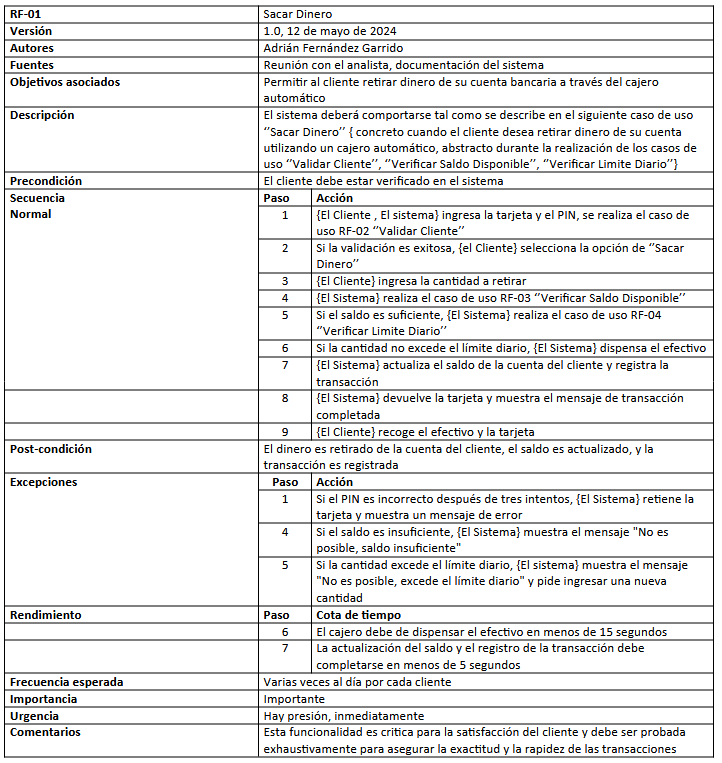 RF-01 Sacar Dinero
Versión 1.0, 12 de mayo de 2024
Autores Adrián Fernández Garrido
Fuentes Reunión con el analista, documentación del sistema
Objetivos asociados Permitir al cliente retirar dinero de su cuenta bancaria a través del cajero
automático
Descripción El sistema deberá comportarse tal como se describe en el siguiente caso de uso
‘’Sacar Dinero’’ { concreto cuando el cliente desea retirar dinero de su cuenta
utilizando un cajero automático, abstracto durante la realización de los casos de
uso ‘’Validar Cliente’’, ‘’Verificar Saldo Disponible’’, ‘’Verificar Limite Diario’’}
Precondición El cliente debe estar verificado en el sistema
Secuencia Paso Acción
Normal 1 {El Cliente , El sistema} ingresa la tarjeta y el PIN, se realiza el caso de
uso RF-02 ‘’Validar Cliente’’
2 Si la validación es exitosa, {el Cliente} selecciona la opción de ‘’Sacar
Dinero’’
3 {El Cliente} ingresa la cantidad a retirar
4 {El Sistema} realiza el caso de uso RF-03 ‘’Verificar Saldo Disponible’’
5 Si el saldo es suficiente, {El Sistema} realiza el caso de uso RF-04
‘’Verificar Limite Diario’’
6 Si la cantidad no excede el límite diario, {El Sistema} dispensa el efectivo
7 {El Sistema} actualiza el saldo de la cuenta del cliente y registra la
transacción
8 {El Sistema} devuelve la tarjeta y muestra el mensaje de transacción
completada
9 {El Cliente} recoge el efectivo y la tarjeta
Post-condición El dinero es retirado de la cuenta del cliente, el saldo es actualizado, y la
transacción es registrada
Excepciones Paso Acción
1 Si el PIN es incorrecto después de tres intentos, {El Sistema} retiene la
tarjeta y muestra un mensaje de error
4 Si el saldo es insuficiente, {El Sistema} muestra el mensaje "No es
posible, saldo insuficiente"
5 Si la cantidad excede el límite diario, {El sistema} muestra el mensaje
"No es posible, excede el límite diario" y pide ingresar una nueva
cantidad
Rendimiento Paso Cota de tiempo
6 El cajero debe de dispensar el efectivo en menos de 15 segundos
7 La actualización del saldo y el registro de la transacción debe
completarse en menos de 5 segundos
Frecuencia esperada Varias veces al día por cada cliente
Importancia Importante
Urgencia Hay presión, inmediatamente
Comentarios Esta funcionalidad es critica para la satisfacción del cliente y debe ser probada
exhaustivamente para asegurar la exactitud y la rapidez de las transacciones